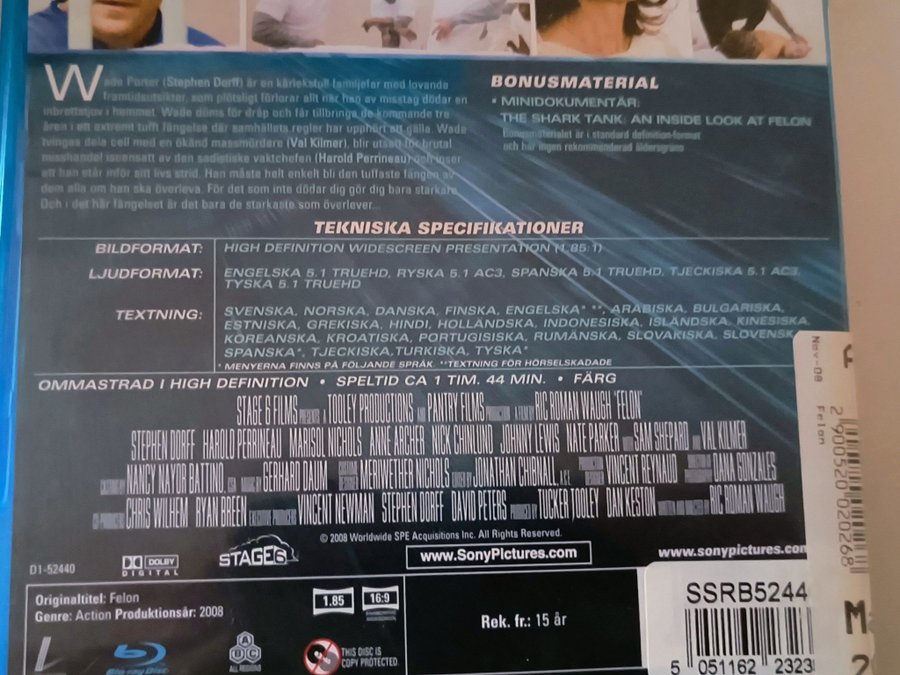 Wade Porter (Stephen Dorff) är en kärleksfull familjefar med lovande
framtidsutsikter, som plötsligt förlorar allt när han av misstag dödar en
inbrottstjuv i hemmet. Wade döms för dråp och får tillbringa de kommande tre
åren i ett extremt tufft fängelse där samhällets regler har upphört att gälla. Wade
tvingas dela cell med en ökänd massmördare (Val Kilmer), blir utsatt för brutal
misshandel iscensatt av den sadistiske vaktchefen (Harold Perrineau) och inser
att han står inför sitt livs strid. Han måste helt enkelt bli den tuffaste fången av
dem alla om han ska överleva. För det som inte dödar dig gör dig bara starkare.
Och i det här fängelset är det bara de starkaste som överlever...
BONUSMATERIAL
• MINIDOKUMENTÄR:
THE SHARK TANK: AN INSIDE LOOK AT FELON
Bonusmaterialet är i standard definition-format
och har ingen rekommenderad åldersgräns
TEKNISKA SPECIFIKATIONER
BILDFORMAT: HIGH DEFINITION WIDESCREEN PRESENTATION (1.85:1)
LJUDFORMAT: ENGELSKA 5.1 TRUEHD, RYSKA 5.1 AC3, SPANSKA 5.1 TRUEHD, TJECKISKA 5.1 AC3,
TYSKA 5.1 TRUEHD
TEXTNING: SVENSKA, NORSKA, DANSKA, FINSKA, ENGELSKA* **, ARABISKA, BULGARISKA,
ESTNISKA, GREKISKA, HINDI, HOLLÄNDSKA, INDONESISKA, ISLÄNDSKA, KINESISKA,
KOREANSKA, KROATISKA, PORTUGISISKA, RUMÄNSKA, SLOVAKISKA, SLOVENSK
SPANSKA*, TJECKISKA,TURKISKA, TYSKA*
* MENYERNA FINNS PÅ FÖLJANDE SPRÅK. **TEXTNING FÖR HÖRSELSKADADE
OMMASTRAD I HIGH DEFINITION • SPELTID CA 1 TIM. 44 MIN. • FÄRG
STAGE 6 FILMS PRESENTS A TOOLEY PRODUCTIONS AND PANTRY FILMS PRODUCTION A FILM BY RIC ROMAN WAUGH "FELON"
STEPHEN DORFF HAROLD PERRINEAU MARISOL NICHOLS ANNE ARCHER NICK CHINLUND JOHNNY LEWIS NATE PARKER WITH SAM SHEPARD AND VAL KILMER
CASTING BY NANCY NAYOR BATTINO, CSA MUSIC BY GERHARD DAUM MERIWETHER NICHOLS EDITED BY JONATHAN CHIBNALL, A.C.E. VINCENT REYNAUD DANA GONZALES
CO-PRODUCERS CHRIS WILHEM RYAN BREEN EXECUTIVE PRODUCERS VINCENT NEWMAN STEPHEN DORFF DAVID PETERS PRODUCED BY TUCKER TOOLEY DAN KESTON WRITTEN AND DIRECTED BY RIC ROMAN WAUGH
© 2008 Worldwide SPE Acquisitions Inc. All Rights Reserved.
D1-52440
DOLBY
DIGITAL
STAGE6
www.SonyPictures.com
www.sonypictures.com
Originaltitel: Felon
Genre: Action Produktionsår: 2008
1.85
16:9
Rek. fr.: 15 år
L
Blu-ray Disc
A B C
ALL REGIONS
THIS DISC IS
COPY PROTECTED.
SSRB5244
5 051162 2323
Nov-08 Felon
2900520020268
M
2